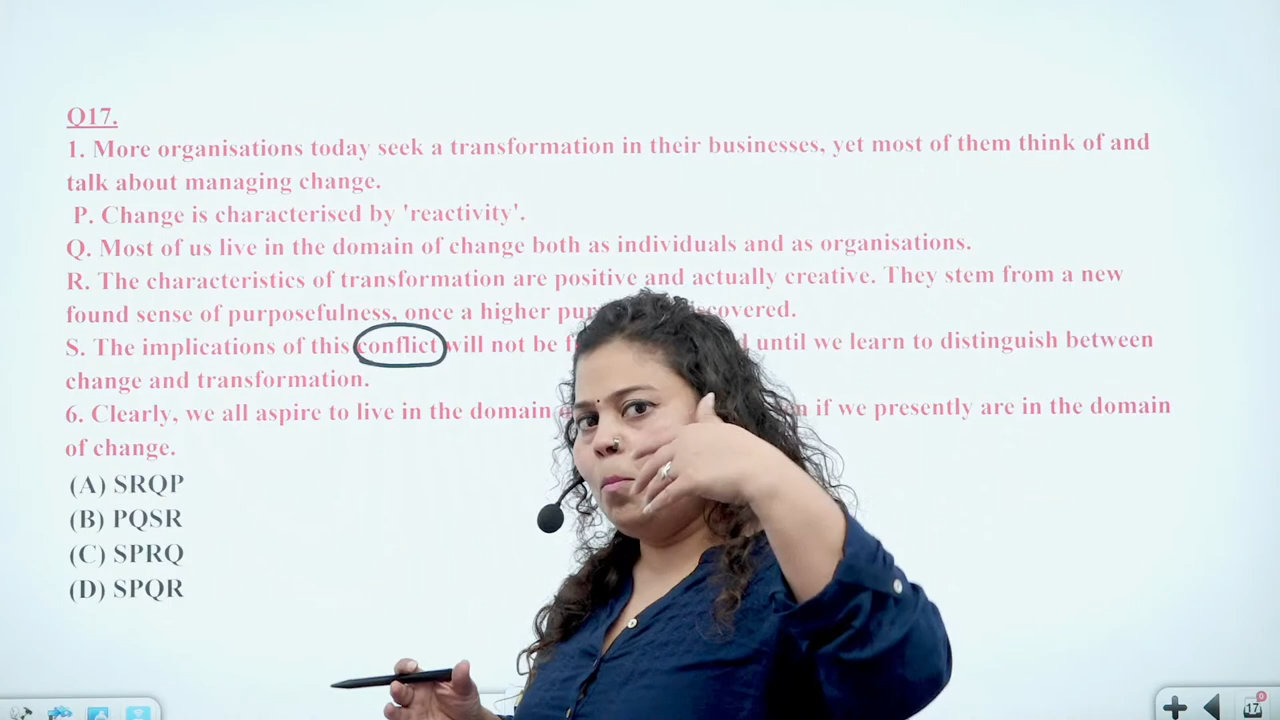 Q17.
1. More organisations today seek a transformation in their businesses, yet most of them think of and
talk about managing change.
P. Change is characterised by 'reactivity'.
Q. Most of us live in the domain of change both as individuals and as organisations.
R. The characteristics of transformation are positive and actually creative. They stem from a new
found sense of purposefulness, once a higher
S. The implications of this conflict will not be until we learn to distinguish between
change and transformation.
6. Clearly, we all aspire to live in the domain if we presently are in the domain
of change.
(A) SRQP
(B) PQSR
(C) SPRQ
(D) SPQR
17